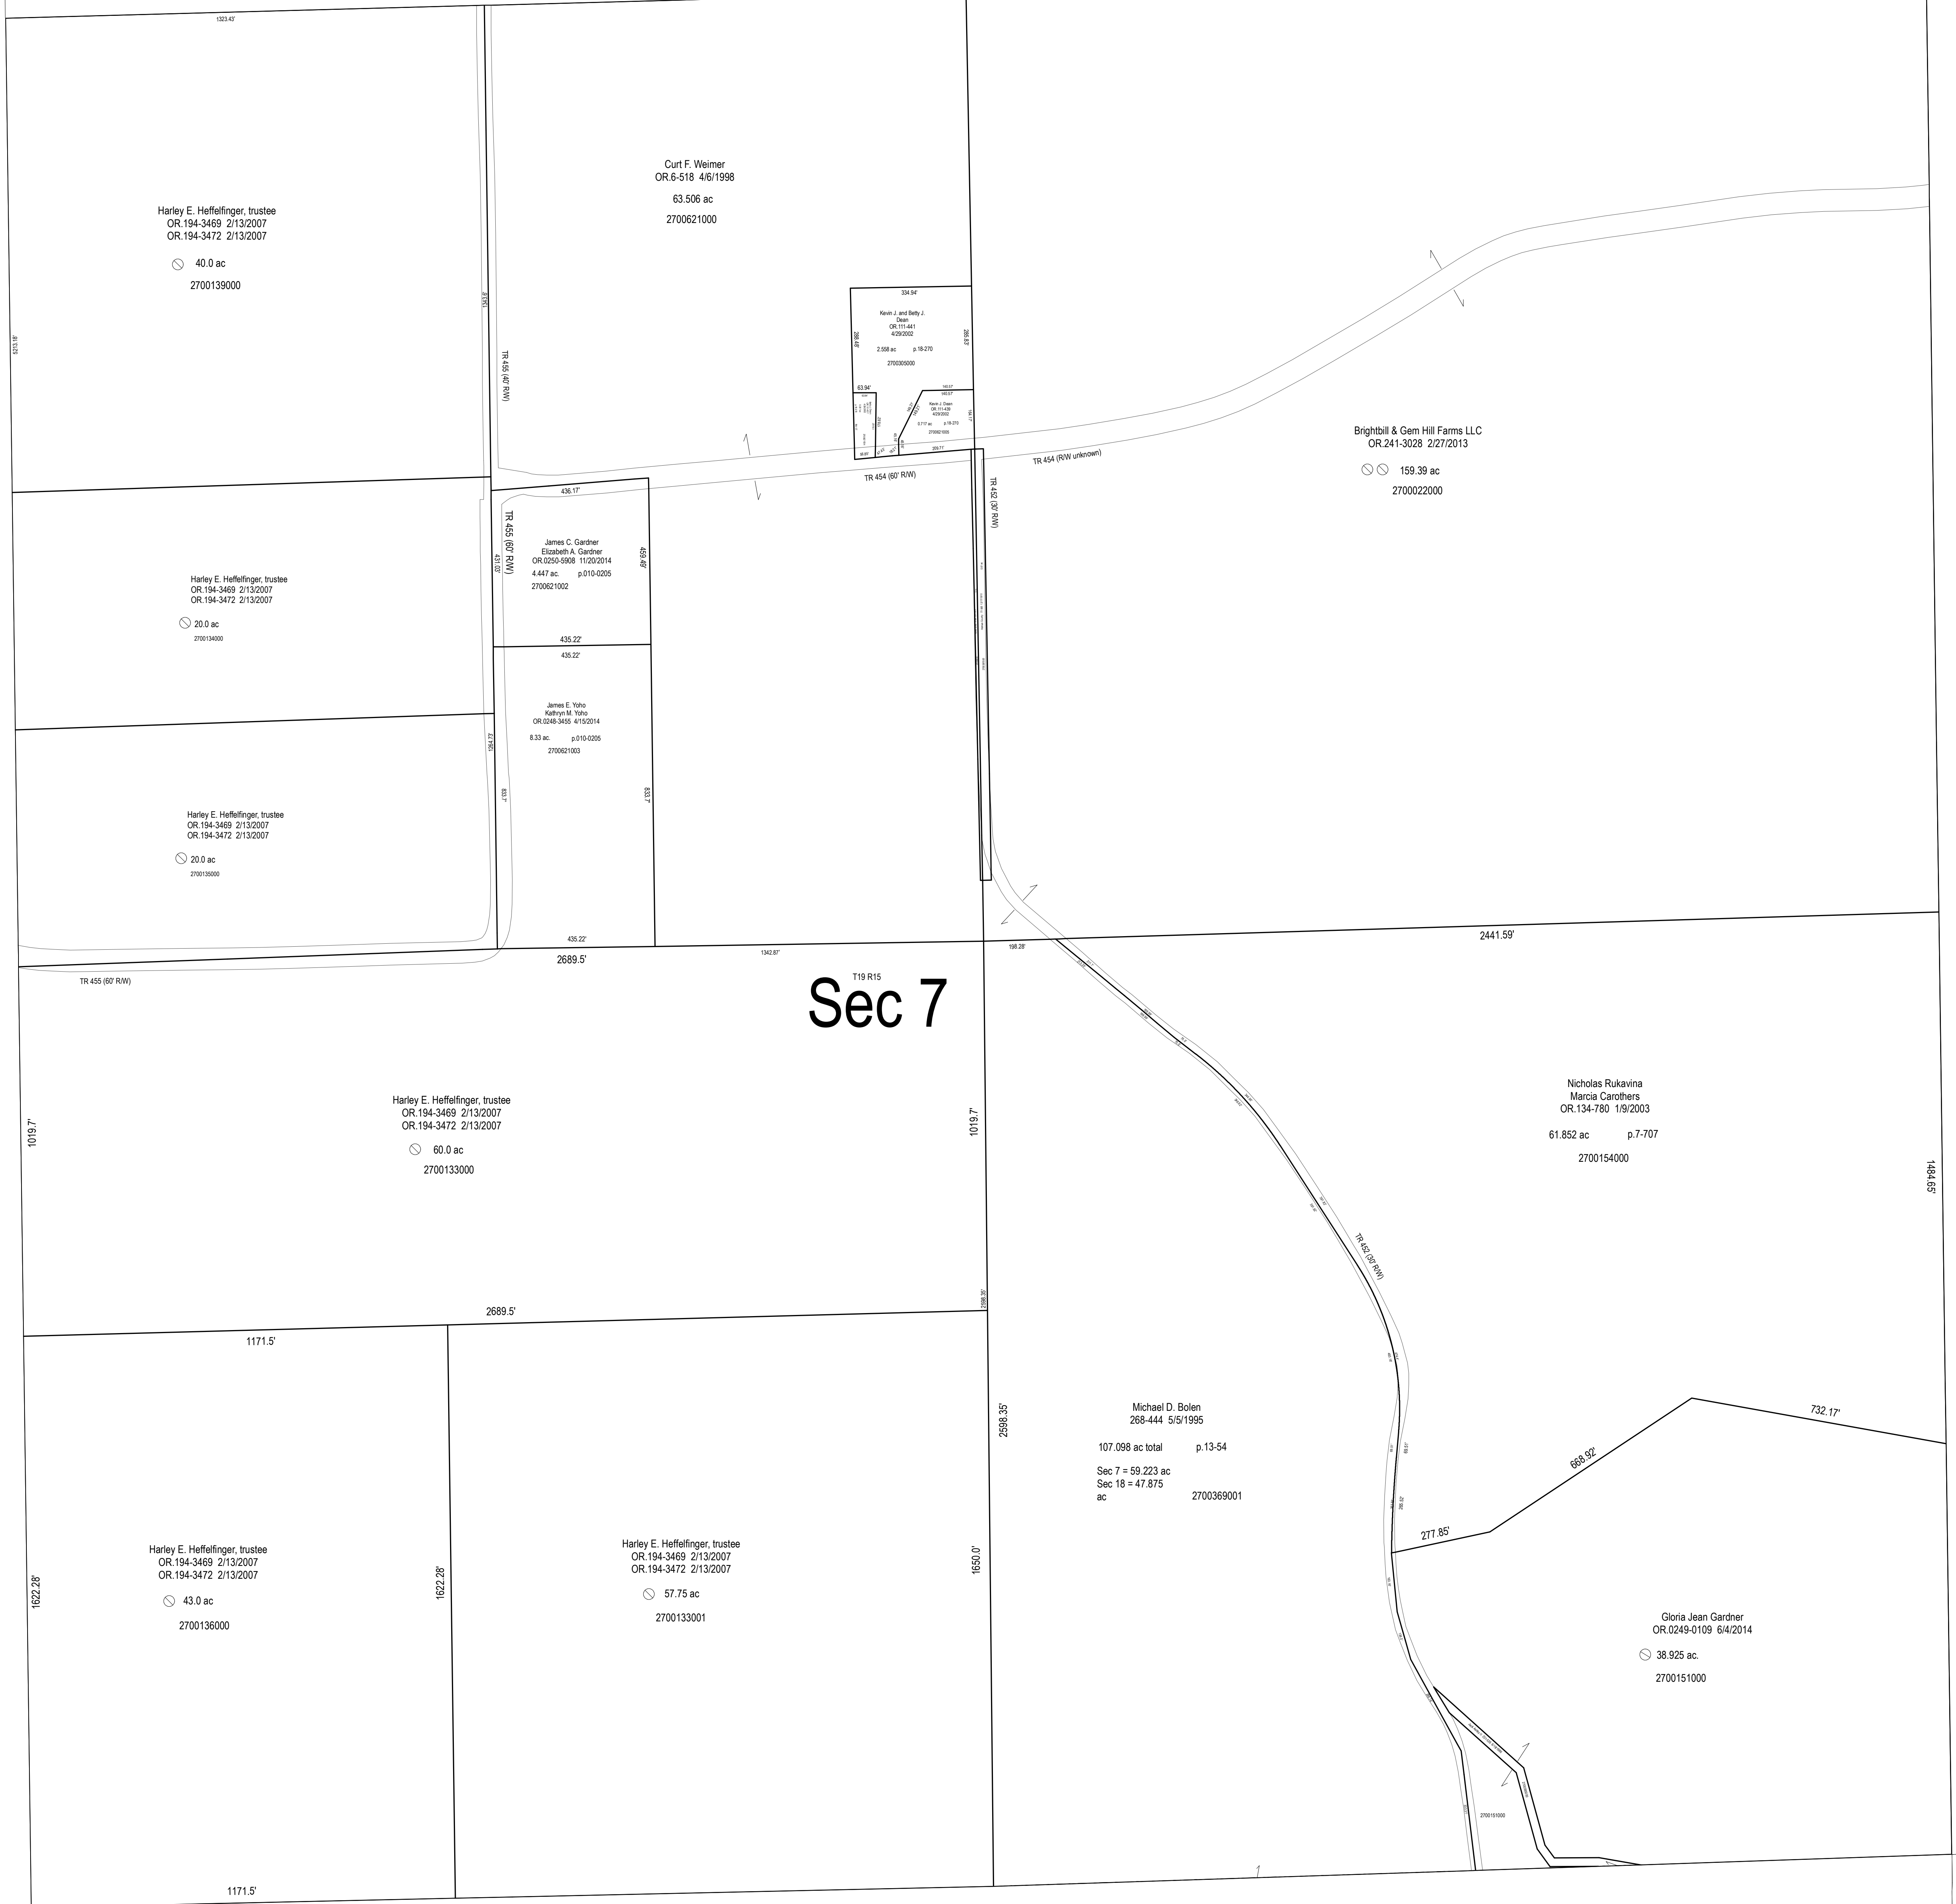 1323.43'
Curt F. Weimer
OR.6-518 4/6/1998
63.506 ac
2700621000
Harley E. Heffelfinger, trustee
OR.194-3469 2/13/2007
OR.194-3472 2/13/2007
40.0 ac
2700139000
5213.18'
TR 455 (40' R/W)
334.94'
Kevin J. and Betty J.
Dean
OR.111-441
4/29/2002
2.558 ac p.18-270
2700305000
63.94'
Kevin J. Dean
OR.111-439
4/29/2002
0.717 ac p.18-270
2700621005
TR 454 (60' R/W)
TR 454 (R/W unknown)
TR 452 (30' R/W)
Brightbill & Gem Hill Farms LLC
OR.241-3028 2/27/2013
159.39 ac
2700022000
436.17'
TR 455 (60' R/W)
431.03'
459.49'
James C. Gardner
Elizabeth A. Gardner
OR.0250-5908 11/20/2014
4.447 ac. p.010-0205
2700621002
435.22'
435.22'
Harley E. Heffelfinger, trustee
OR.194-3469 2/13/2007
OR.194-3472 2/13/2007
20.0 ac
2700134000
James E. Yoho
Kathryn M. Yoho
OR.0248-3455 4/15/2014
8.33 ac. p.010-0205
2700621003
833.7'
833.7'
Harley E. Heffelfinger, trustee
OR.194-3469 2/13/2007
OR.194-3472 2/13/2007
20.0 ac
2700135000
435.22'
2689.5'
1342.87'
198.28'
2441.59'
TR 455 (60' R/W)
T19 R15
Sec 7
1019.7'
Harley E. Heffelfinger, trustee
OR.194-3469 2/13/2007
OR.194-3472 2/13/2007
60.0 ac
2700133000
1019.7'
Nicholas Rukavina
Marcia Carothers
OR.134-780 1/9/2003
61.852 ac p.7-707
2700154000
1484.65'
TR 452 (30' R/W)
2598.35'
2689.5'
1171.5'
2598.35'
Michael D. Bolen
268-444 5/5/1995
107.098 ac total p.13-54
Sec 7 = 59.223 ac
Sec 18 = 47.875
ac 2700369001
732.17'
668.92'
277.85'
1622.28'
Harley E. Heffelfinger, trustee
OR.194-3469 2/13/2007
OR.194-3472 2/13/2007
43.0 ac
2700136000
1622.28'
Harley E. Heffelfinger, trustee
OR.194-3469 2/13/2007
OR.194-3472 2/13/2007
57.75 ac
2700133001
1650.0'
Gloria Jean Gardner
OR.0249-0109 6/4/2014
38.925 ac.
2700151000
2700151000
1171.5'